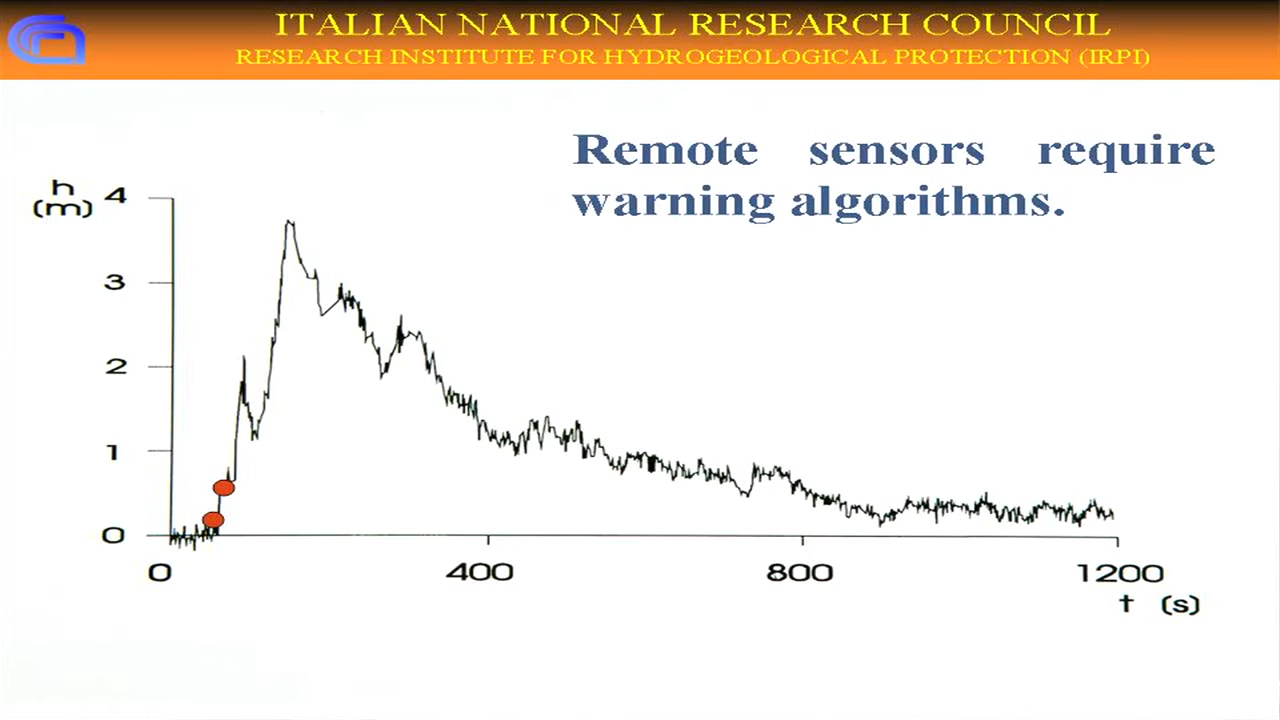 ITALIAN NATIONAL RESEARCH COUNCIL
RESEARCH INSTITUTE FOR HYDROGEOLOGICAL PROTECTION (IRPI)
Remote sensors require
warning algorithms.
h
(m)
4
3
2
1
0
0 400 800 1200
t (s)